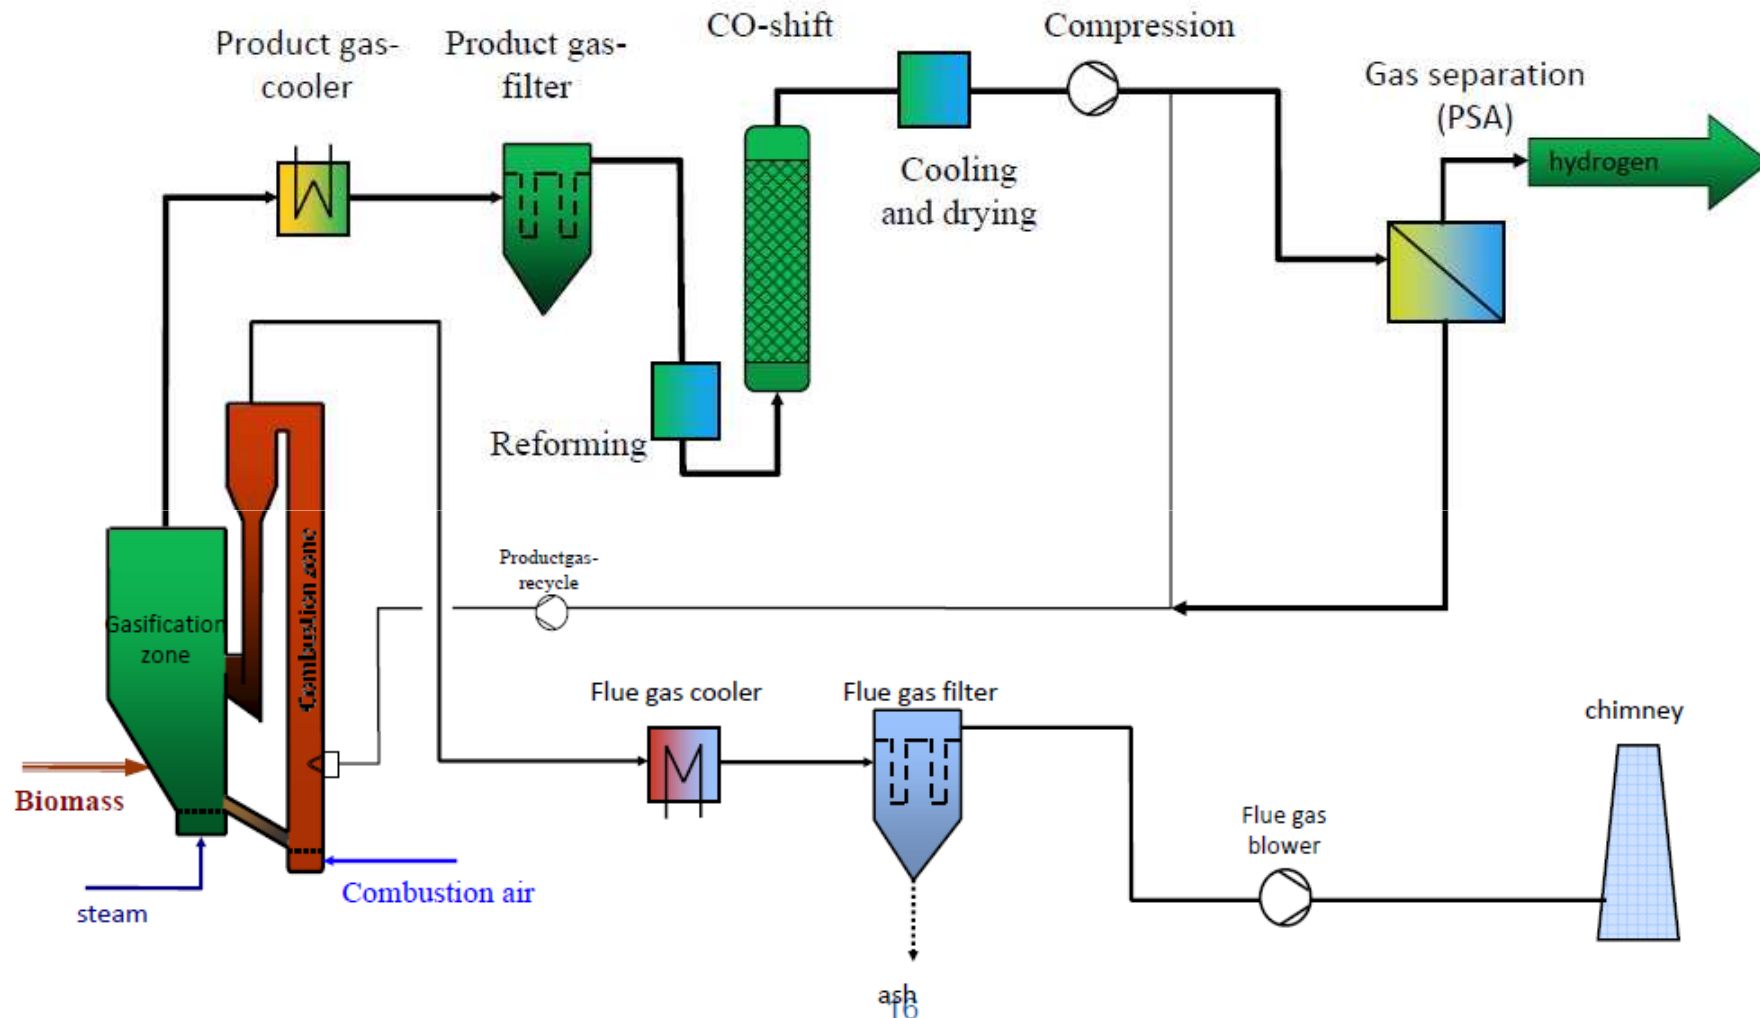 CO-shift
Compression
Product gas-
cooler
Product gas-
filter
Gas separation
(PSA)
hydrogen
Cooling
and drying
Reforming
Productgas-
recycle
Gasification
zone
Combustion zone
Flue gas cooler
Flue gas filter
chimney
Biomass
Flue gas
blower
Combustion air
steam
ash
16